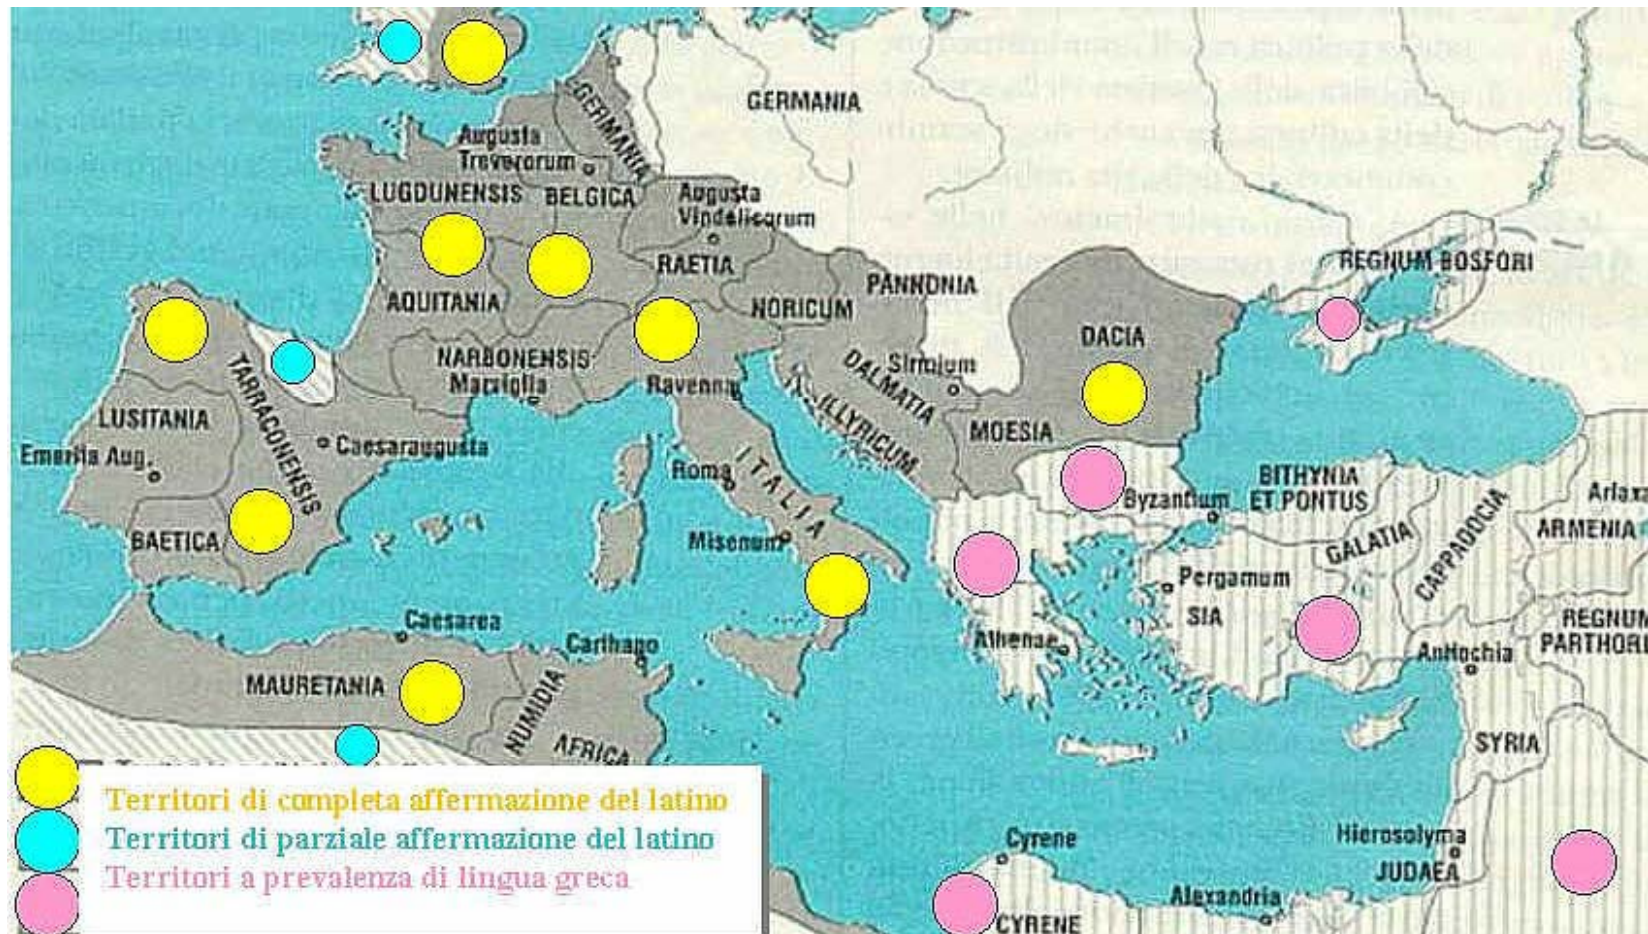 GERMANIA
GERMANIA
Augusta
Treverorum
LUGDUNENSIS
BELGICA
Augusta
Vindelicorum
RAETIA
AQUITANIA
NORICUM
PANNONIA
REGNUM BOSFORI
DACIA
NARBONENSIS
Marsiglia
Ravenna
Sirmium
DALMATIA
ILLYRICUM
MOESIA
TARRACONENSIS
LUSITANIA
Emerita Aug.
Caesaraugusta
BAETICA
Roma
ITALIA
Misenum
Byzantium
BITHYNIA
ET PONTUS
GALATIA
CAPPADOCIA
Artaxa
ARMENIA
Pergamum
SIA
Athenae
REGNUM
PARTHOR
Antiochia
Caesarea
Carthago
MAURETANIA
NUMIDIA
AFRICA
SYRIA
Cyrene
CYRENE
Alexandria
Hierosolyma
JUDAEA
Territori di completa affermazione del latino
Territori di parziale affermazione del latino
Territori a prevalenza di lingua greca